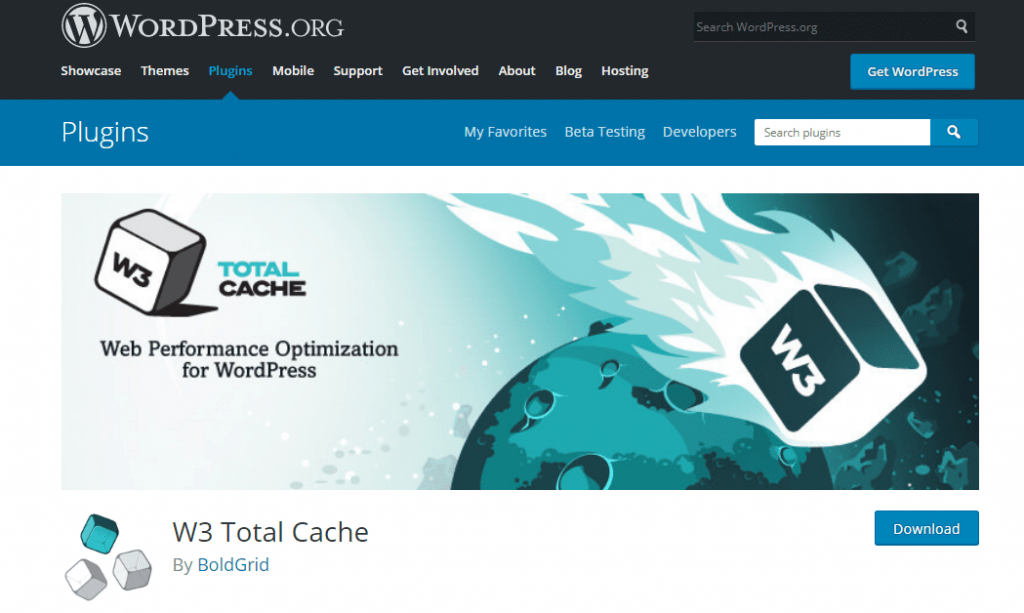 WORDPRESS.ORG
Search WordPress.org
Showcase Themes Plugins Mobile Support Get Involved About Blog Hosting
Get WordPress
Plugins
My Favorites Beta Testing Developers
Search plugins
W3
TOTAL
CACHE
Web Performance Optimization
for WordPress
W3
W3 Total Cache
By BoldGrid
Download